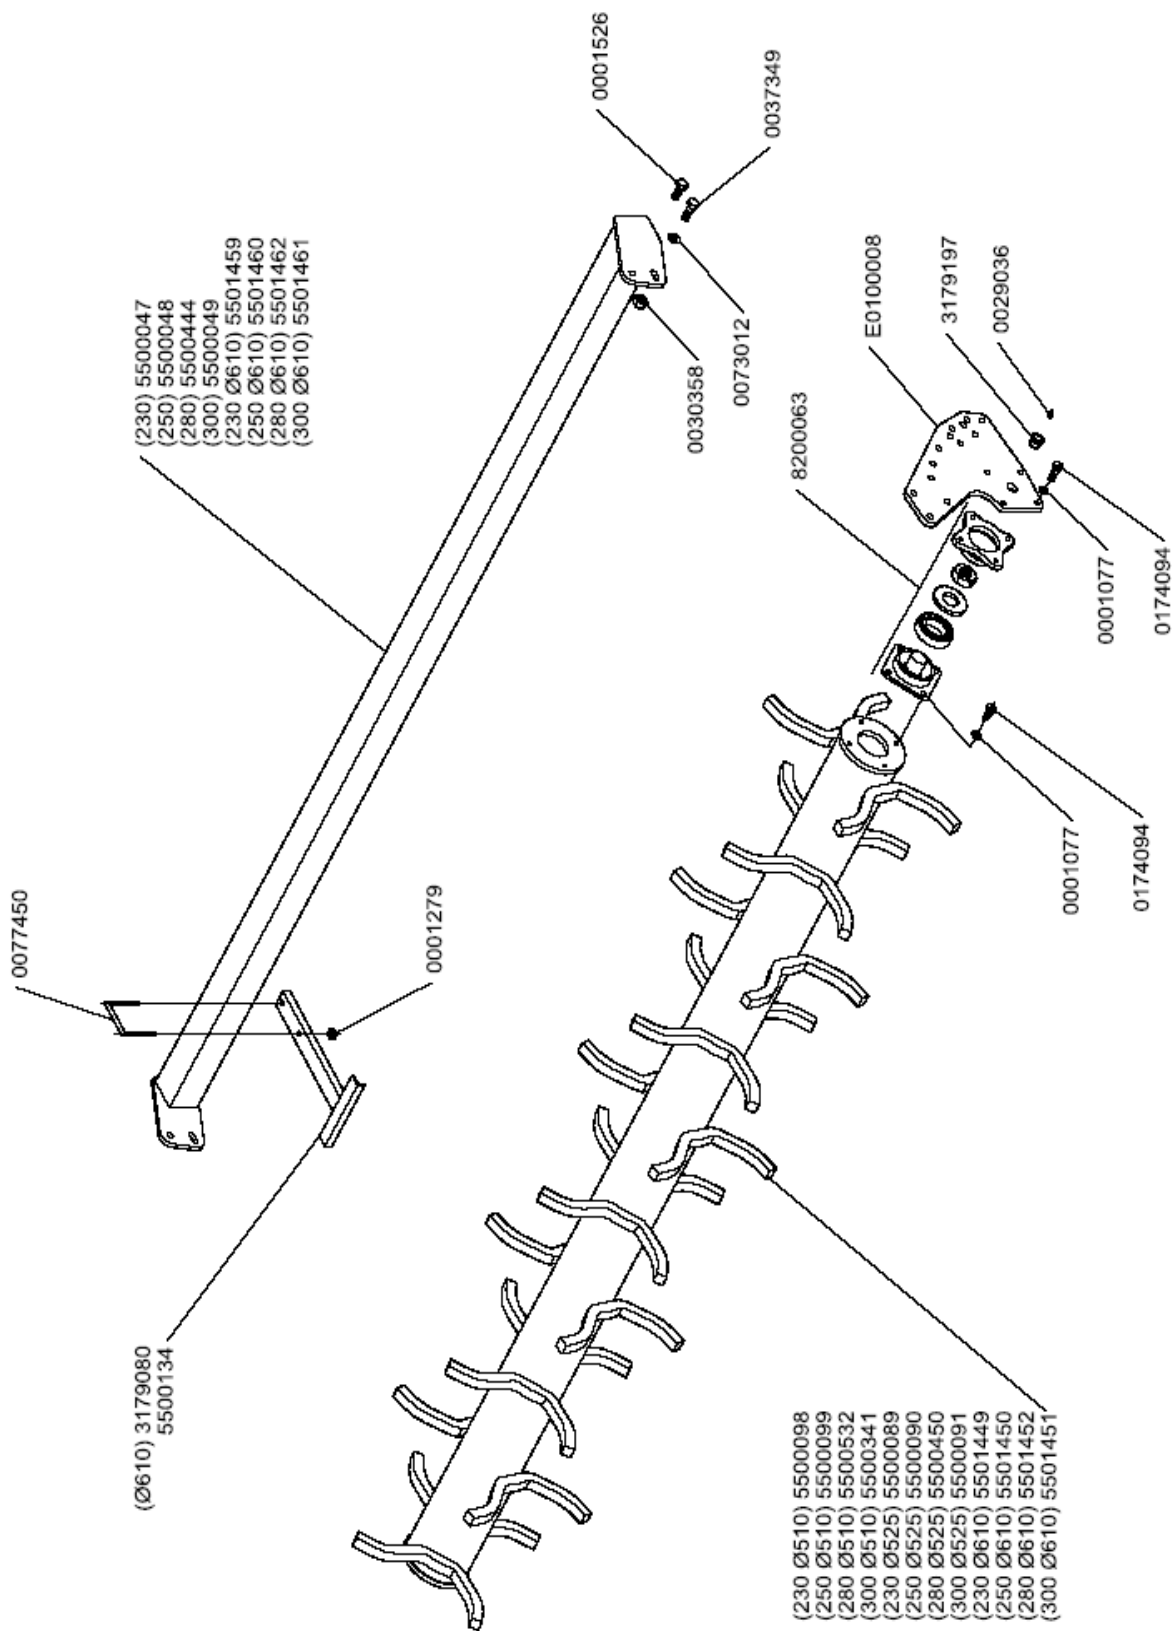 0077450
0001279
(Ø610) 3179080
5500134
(230) 5500047
(250) 5500048
(280) 5500444
(300) 5500049
(230 Ø610) 5501459
(250 Ø610) 5501460
(280 Ø610) 5501462
(300 Ø610) 5501461
0001526
0037349
0073012
0030358
8200063
E0100008
3179197
0029036
0001077
0174094
0001077
0174094
(230 Ø510) 5500098
(250 Ø510) 5500099
(280 Ø510) 5500532
(300 Ø510) 5500341
(230 Ø525) 5500089
(250 Ø525) 5500090
(280 Ø525) 5500450
(300 Ø525) 5500091
(230 Ø610) 5501449
(250 Ø610) 5501450
(280 Ø610) 5501452
(300 Ø610) 5501451